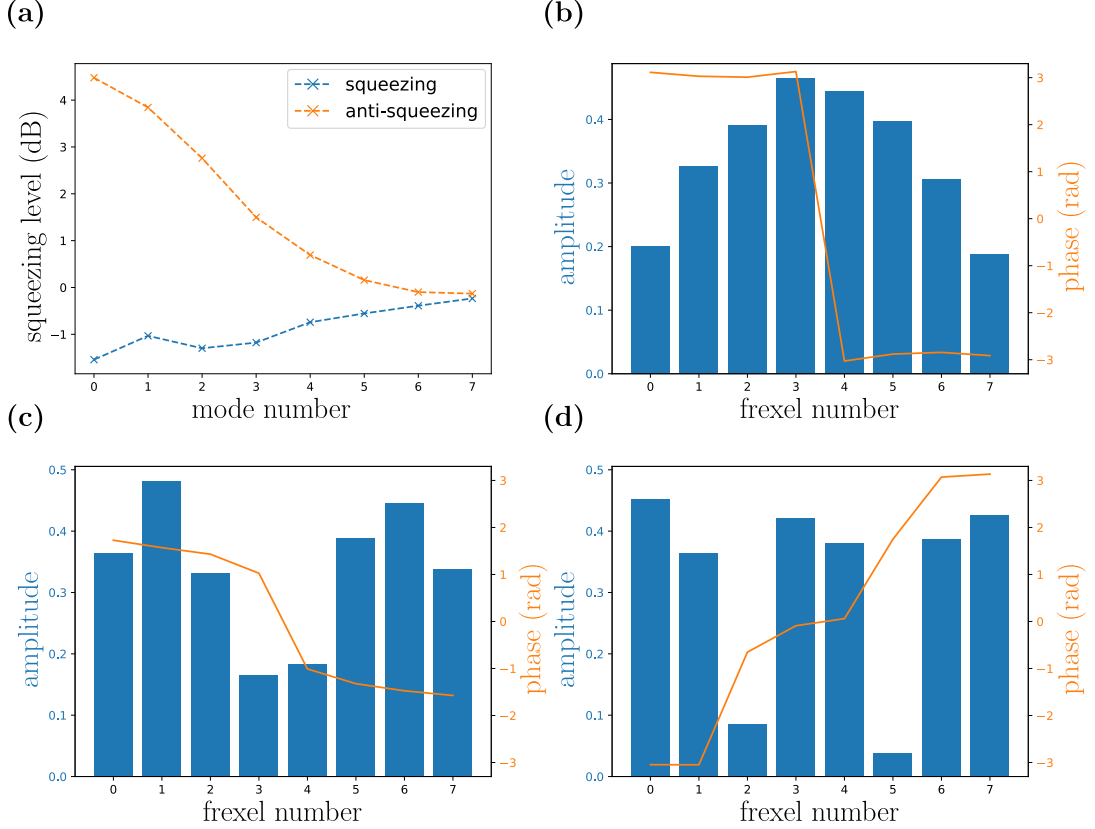 (a)
squeezing level (dB)
4
3
2
1
0
−1
squeezing
anti-squeezing
0 1 2 3 4 5 6 7
mode number
(b)
amplitude
0.4
0.3
0.2
0.1
0.0
3
2
1
0
−1
−2
−3
phase (rad)
0 1 2 3 4 5 6 7
frexel number
(c)
amplitude
0.5
0.4
0.3
0.2
0.1
0.0
3
2
1
0
−1
−2
−3
phase (rad)
0 1 2 3 4 5 6 7
frexel number
(d)
amplitude
0.5
0.4
0.3
0.2
0.1
0.0
3
2
1
0
−1
−2
−3
phase (rad)
0 1 2 3 4 5 6 7
frexel number